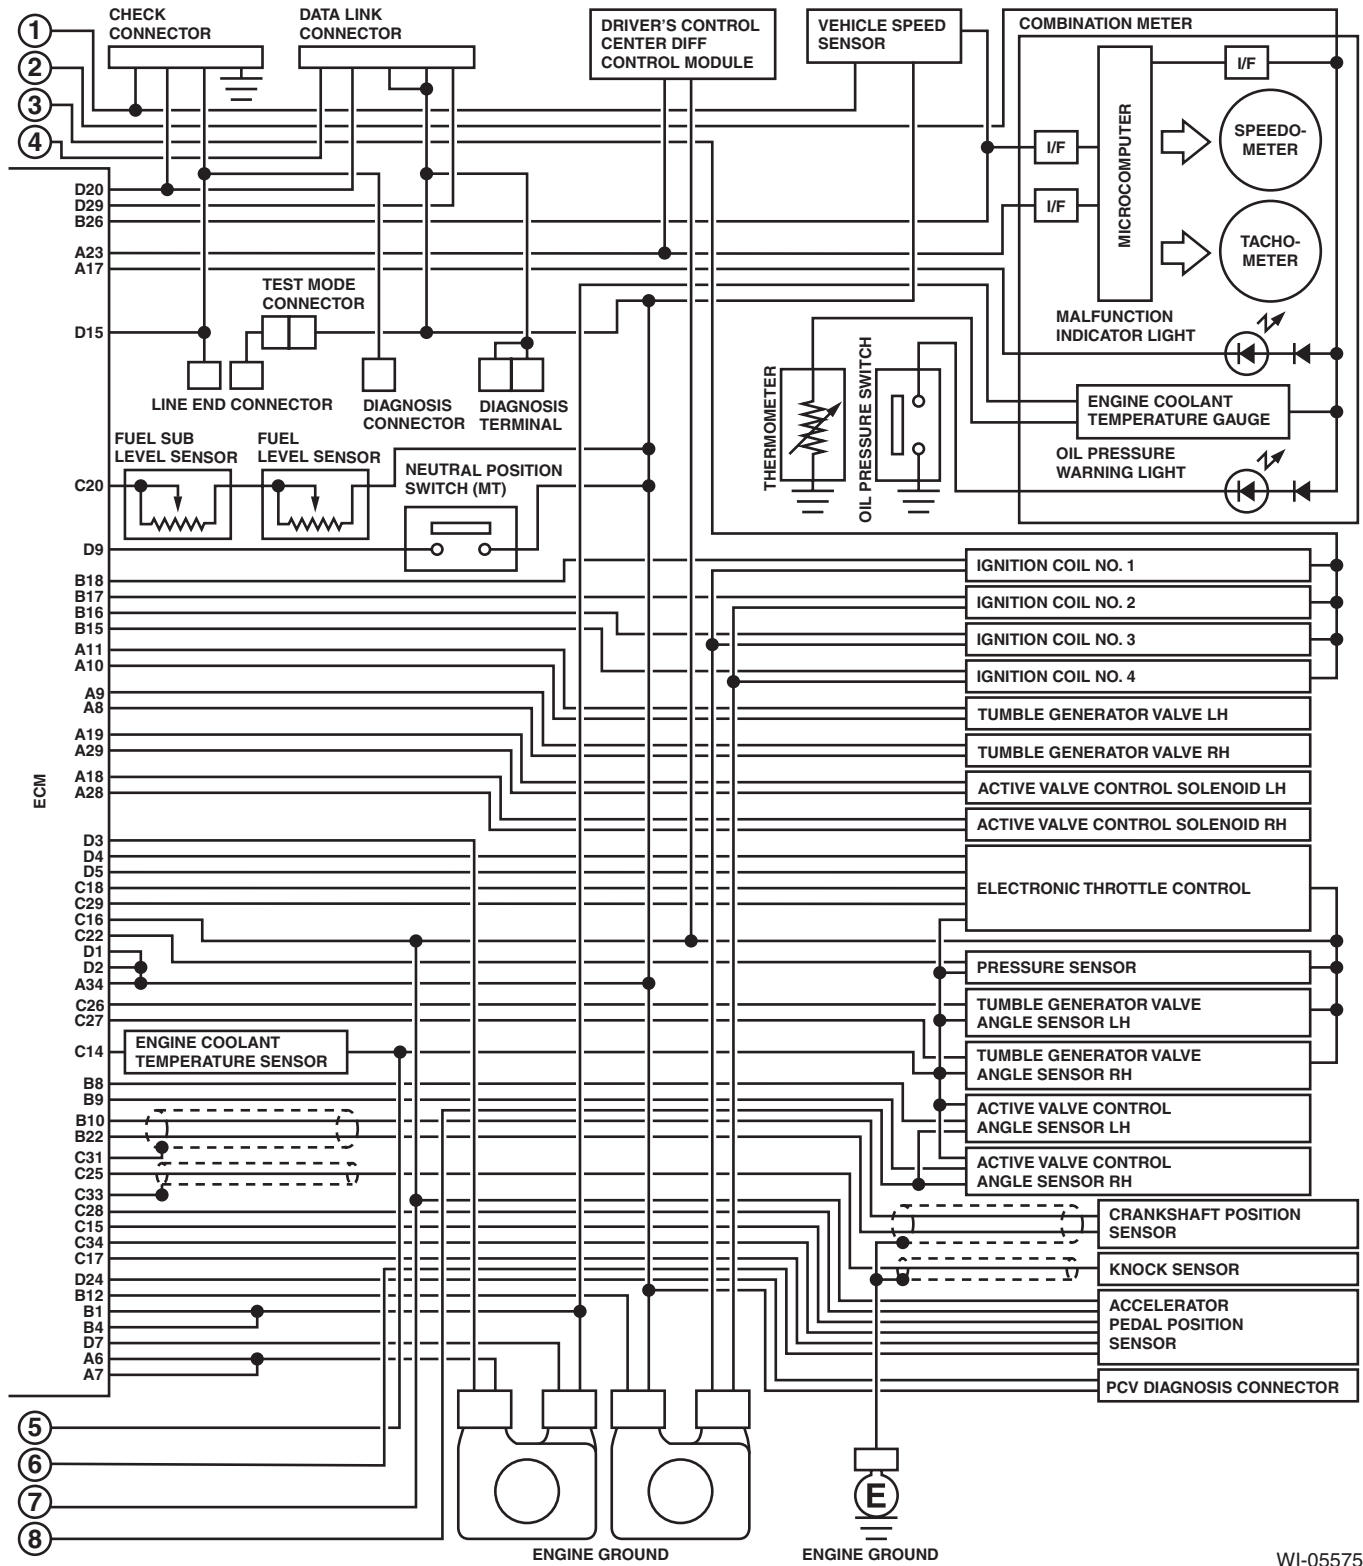 1
2
3
4
CHECK
CONNECTOR
DATA LINK
CONNECTOR
DRIVER'S CONTROL
CENTER DIFF
CONTROL MODULE
VEHICLE SPEED
SENSOR
COMBINATION METER
I/F
I/F
I/F
MICROCOMPUTER
SPEEDO-
METER
TACHO-
METER
MALFUNCTION
INDICATOR LIGHT
ENGINE COOLANT
TEMPERATURE GAUGE
OIL PRESSURE
WARNING LIGHT
THERMOMETER
OIL PRESSURE SWITCH
TEST MODE
CONNECTOR
LINE END CONNECTOR
DIAGNOSIS
CONNECTOR
DIAGNOSIS
TERMINAL
FUEL SUB
LEVEL SENSOR
FUEL
LEVEL SENSOR
NEUTRAL POSITION
SWITCH (MT)
ECM
D20
D29
B26
A23
A17
D15
C20
D9
B18
B17
B16
B15
A11
A10
A9
A8
A19
A29
A18
A28
D3
D4
D5
C18
C29
C16
C22
D1
D2
A34
C26
C27
C14
B8
B9
B10
B22
C31
C25
C33
C28
C15
C34
C17
D24
B12
B1
B4
D7
A6
A7
ENGINE COOLANT
TEMPERATURE SENSOR
IGNITION COIL NO. 1
IGNITION COIL NO. 2
IGNITION COIL NO. 3
IGNITION COIL NO. 4
TUMBLE GENERATOR VALVE LH
TUMBLE GENERATOR VALVE RH
ACTIVE VALVE CONTROL SOLENOID LH
ACTIVE VALVE CONTROL SOLENOID RH
ELECTRONIC THROTTLE CONTROL
PRESSURE SENSOR
TUMBLE GENERATOR VALVE
ANGLE SENSOR LH
TUMBLE GENERATOR VALVE
ANGLE SENSOR RH
ACTIVE VALVE CONTROL
ANGLE SENSOR LH
ACTIVE VALVE CONTROL
ANGLE SENSOR RH
CRANKSHAFT POSITION
SENSOR
KNOCK SENSOR
ACCELERATOR
PEDAL POSITION
SENSOR
PCV DIAGNOSIS CONNECTOR
5
6
7
8
E
ENGINE GROUND
ENGINE GROUND
WI-05575